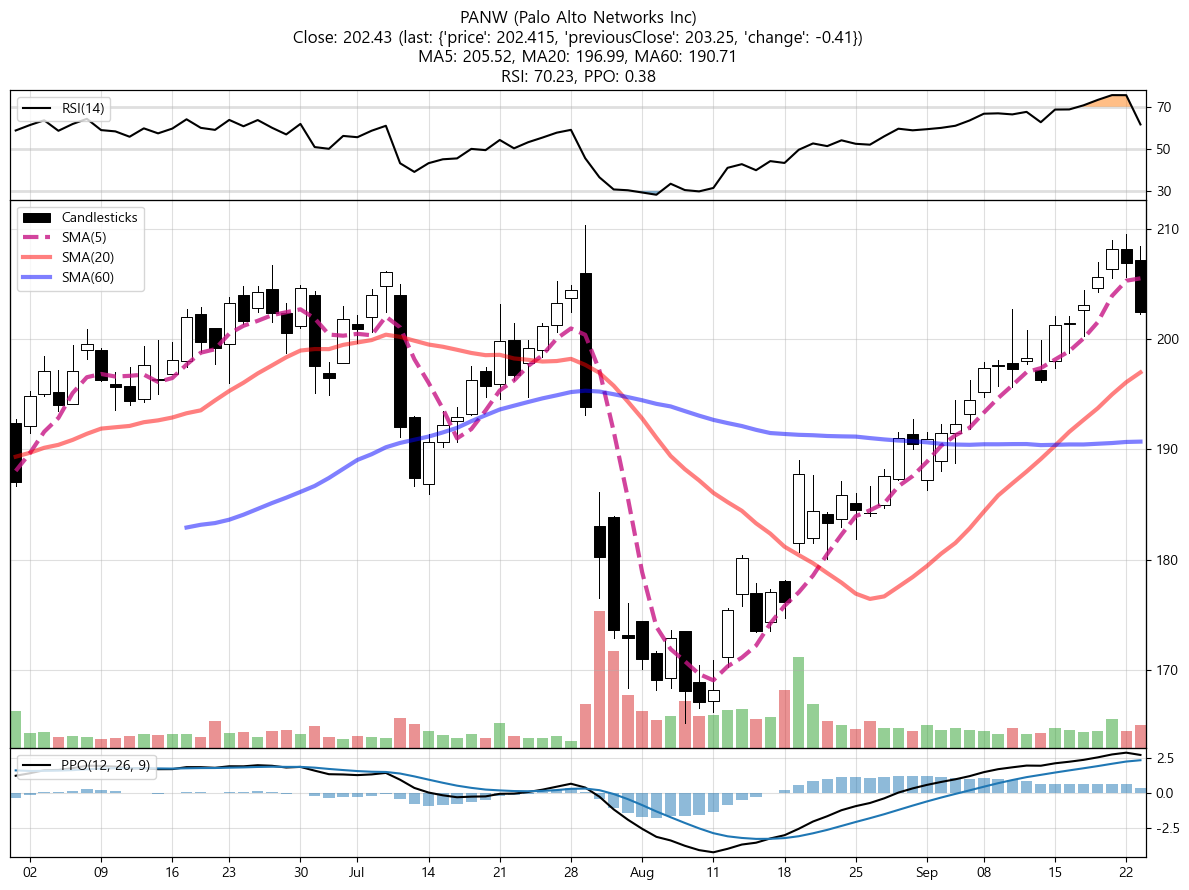 PANW (Palo Alto Networks Inc)
Close: 202.43 (last: {'price': 202.415, 'previousClose': 203.25, 'change': -0.41})
MA5: 205.52, MA20: 196.99, MA60: 190.71
RSI: 70.23, PPO: 0.38
RSI(14)
70
50
30
Candlesticks
SMA(5)
SMA(20)
SMA(60)
210
200
190
180
170
PPO(12, 26, 9)
2.5
0.0
−2.5
02 09 16 23 30 Jul 14 21 28 Aug 11 18 25 Sep 08 15 22